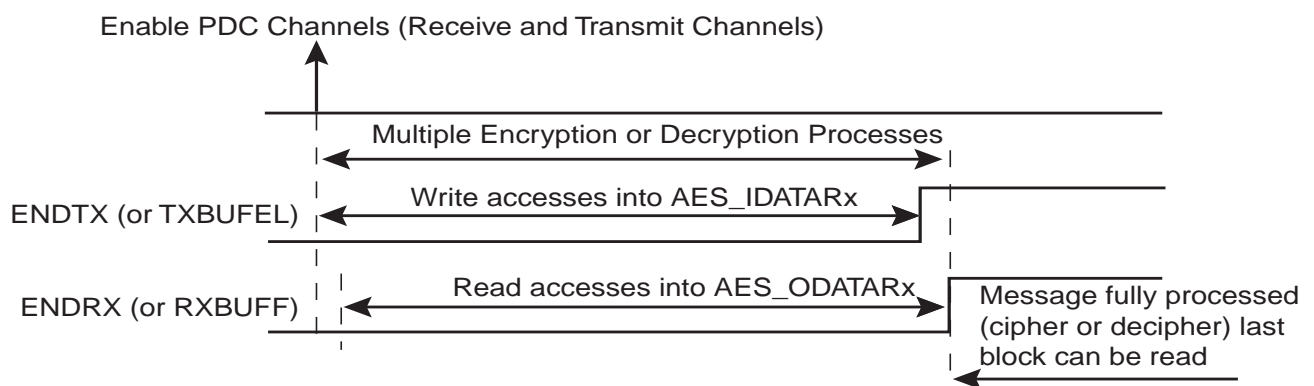 Enable PDC Channels (Receive and Transmit Channels)
Multiple Encryption or Decryption Processes
Write accesses into AES_IDATARx
ENDTX (or TXBUFEL)
Read accesses into AES_ODATARx
ENDRX (or RXBUFF)
Message fully processed
(cipher or decipher) last
block can be read